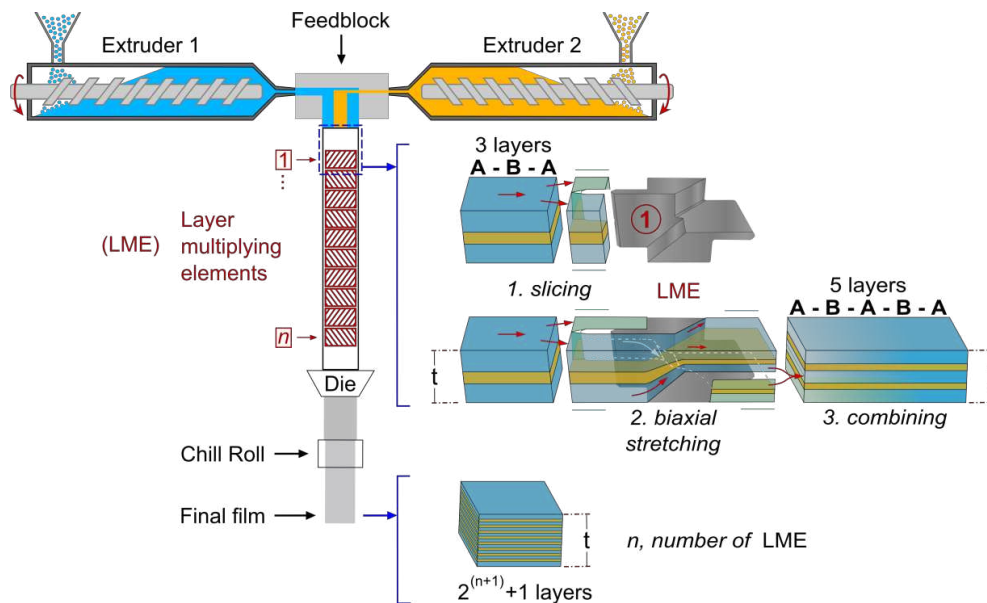 Feedblock
Extruder 1
Extruder 2
1
⋮
n
(LME)
Layer
multiplying
elements
3 layers
A - B - A
1
1. slicing
LME
5 layers
A - B - A - B - A
t
2. biaxial
stretching
3. combining
Die
Chill Roll
Final film
t
n, number of LME
2^(n+1)+1 layers